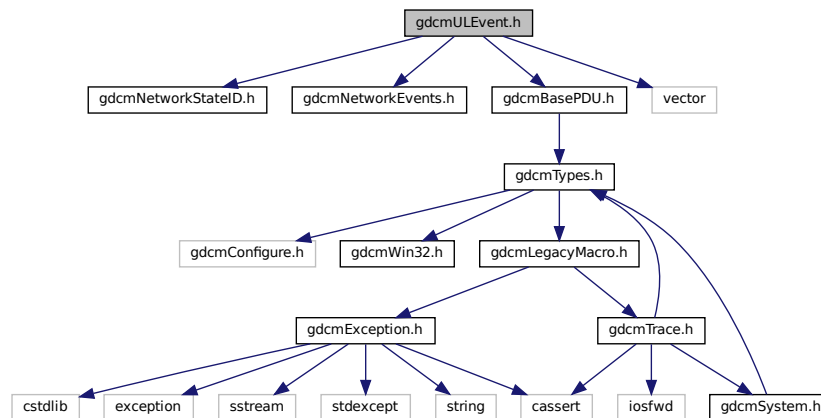 gdcmULEvent.h
gdcmNetworkStateID.h
gdcmNetworkEvents.h
gdcmBasePDU.h
vector
gdcmTypes.h
gdcmConfigure.h
gdcmWin32.h
gdcmLegacyMacro.h
gdcmException.h
gdcmTrace.h
cstdlib
exception
sstream
stdexcept
string
cassert
iosfwd
gdcmSystem.h